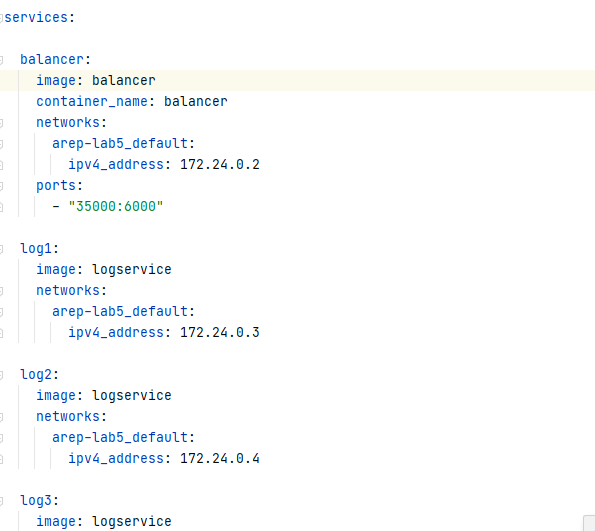 services:
balancer:
image: balancer
container_name: balancer
networks:
arep-lab5_default:
ipv4_address: 172.24.0.2
ports:
- "35000:6000"
log1:
image: logservice
networks:
arep-lab5_default:
ipv4_address: 172.24.0.3
log2:
image: logservice
networks:
arep-lab5_default:
ipv4_address: 172.24.0.4
log3:
image: logservice